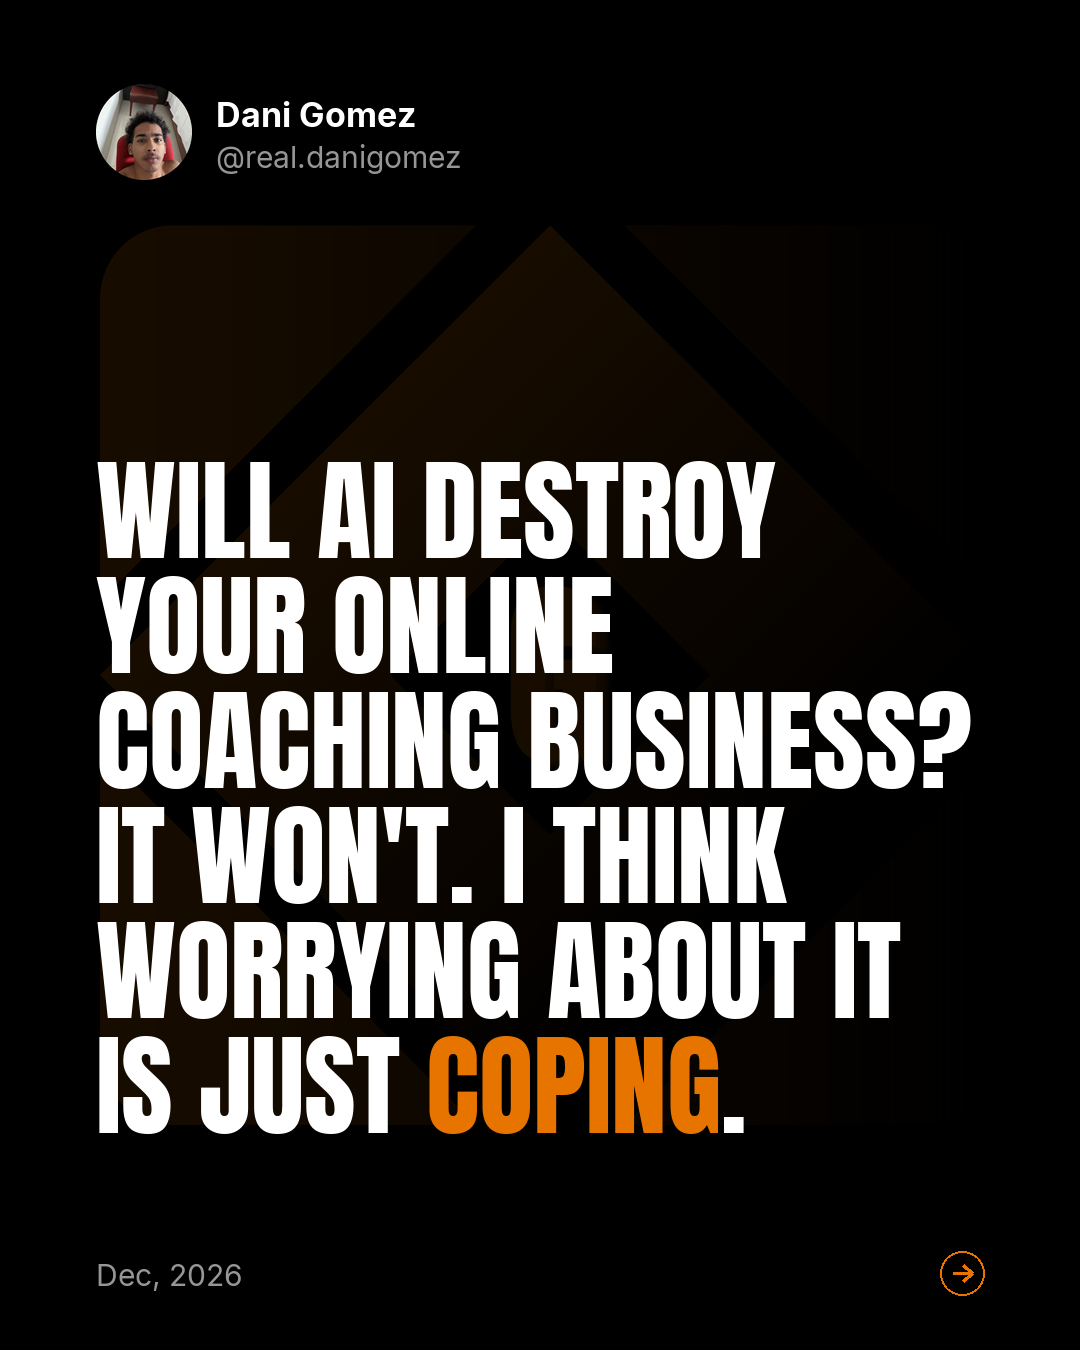 Dani Gomez
@real.danigomez
WILL AI DESTROY
YOUR ONLINE
COACHING BUSINESS?
IT WON'T. I THINK
WORRYING ABOUT IT
IS JUST COPING.
Dec, 2026